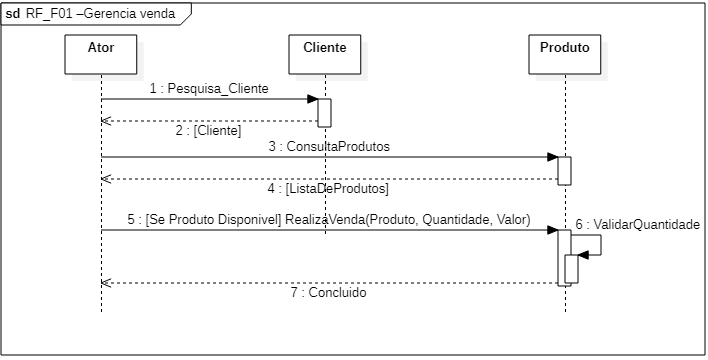 sd RF_F01 –Gerencia venda
Ator
Cliente
Produto
1 : Pesquisa_Cliente
2 : [Cliente]
3 : ConsultaProdutos
4 : [ListaDeProdutos]
5 : [Se Produto Disponivel] RealizaVenda(Produto, Quantidade, Valor)
6 : ValidarQuantidade
7 : Concluido